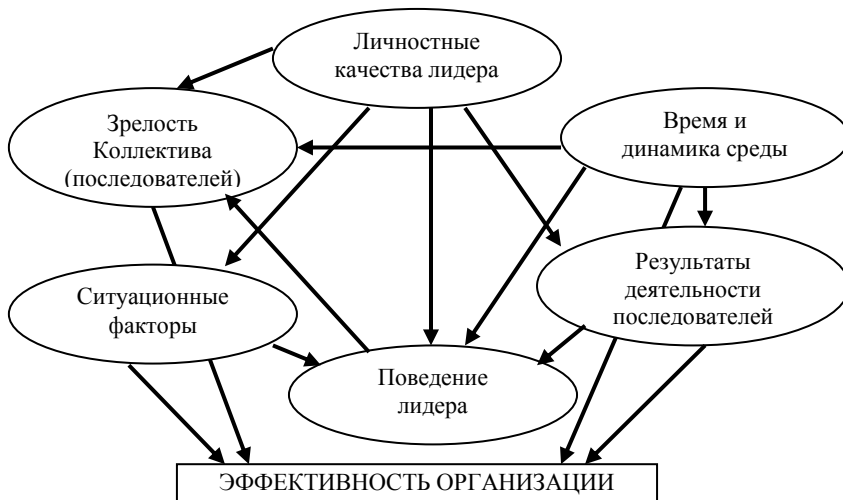 Личностные
качества лидера
Зрелость
Коллектива
(последователей)
Время и
динамика среды
Ситуационные
факторы
Результаты
деятельности
последователей
Поведение
лидера
ЭФФЕКТИВНОСТЬ ОРГАНИЗАЦИИ